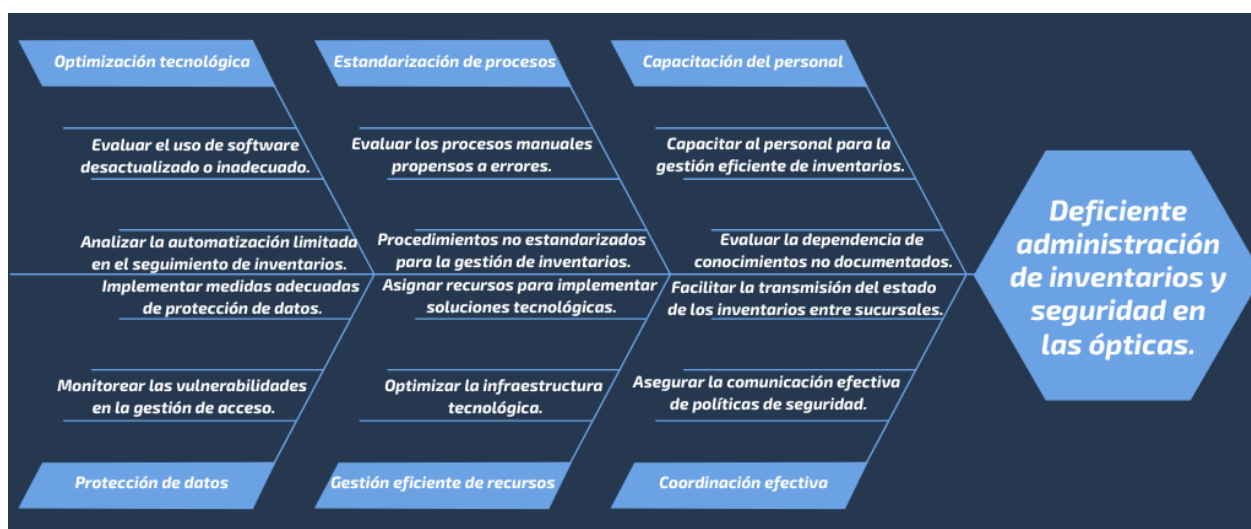 Optimización tecnológica
Estandarización de procesos
Capacitación del personal
Evaluar el uso de software
desactualizado o inadecuado.
Evaluar los procesos manuales
propensos a errores.
Capacitar al personal para la
gestión eficiente de inventarios.
Analizar la automatización limitada
en el seguimiento de inventarios.
Procedimientos no estandarizados
para la gestión de inventarios.
Evaluar la dependencia de
conocimientos no documentados.
Deficiente
administración
de inventarios y
seguridad en
las ópticas.
Implementar medidas adecuadas
de protección de datos.
Asignar recursos para implementar
soluciones tecnológicas.
Facilitar la transmisión del estado
de los inventarios entre sucursales.
Monitorear las vulnerabilidades
en la gestión de acceso.
Optimizar la infraestructura
tecnológica.
Asegurar la comunicación efectiva
de políticas de seguridad.
Protección de datos
Gestión eficiente de recursos
Coordinación efectiva